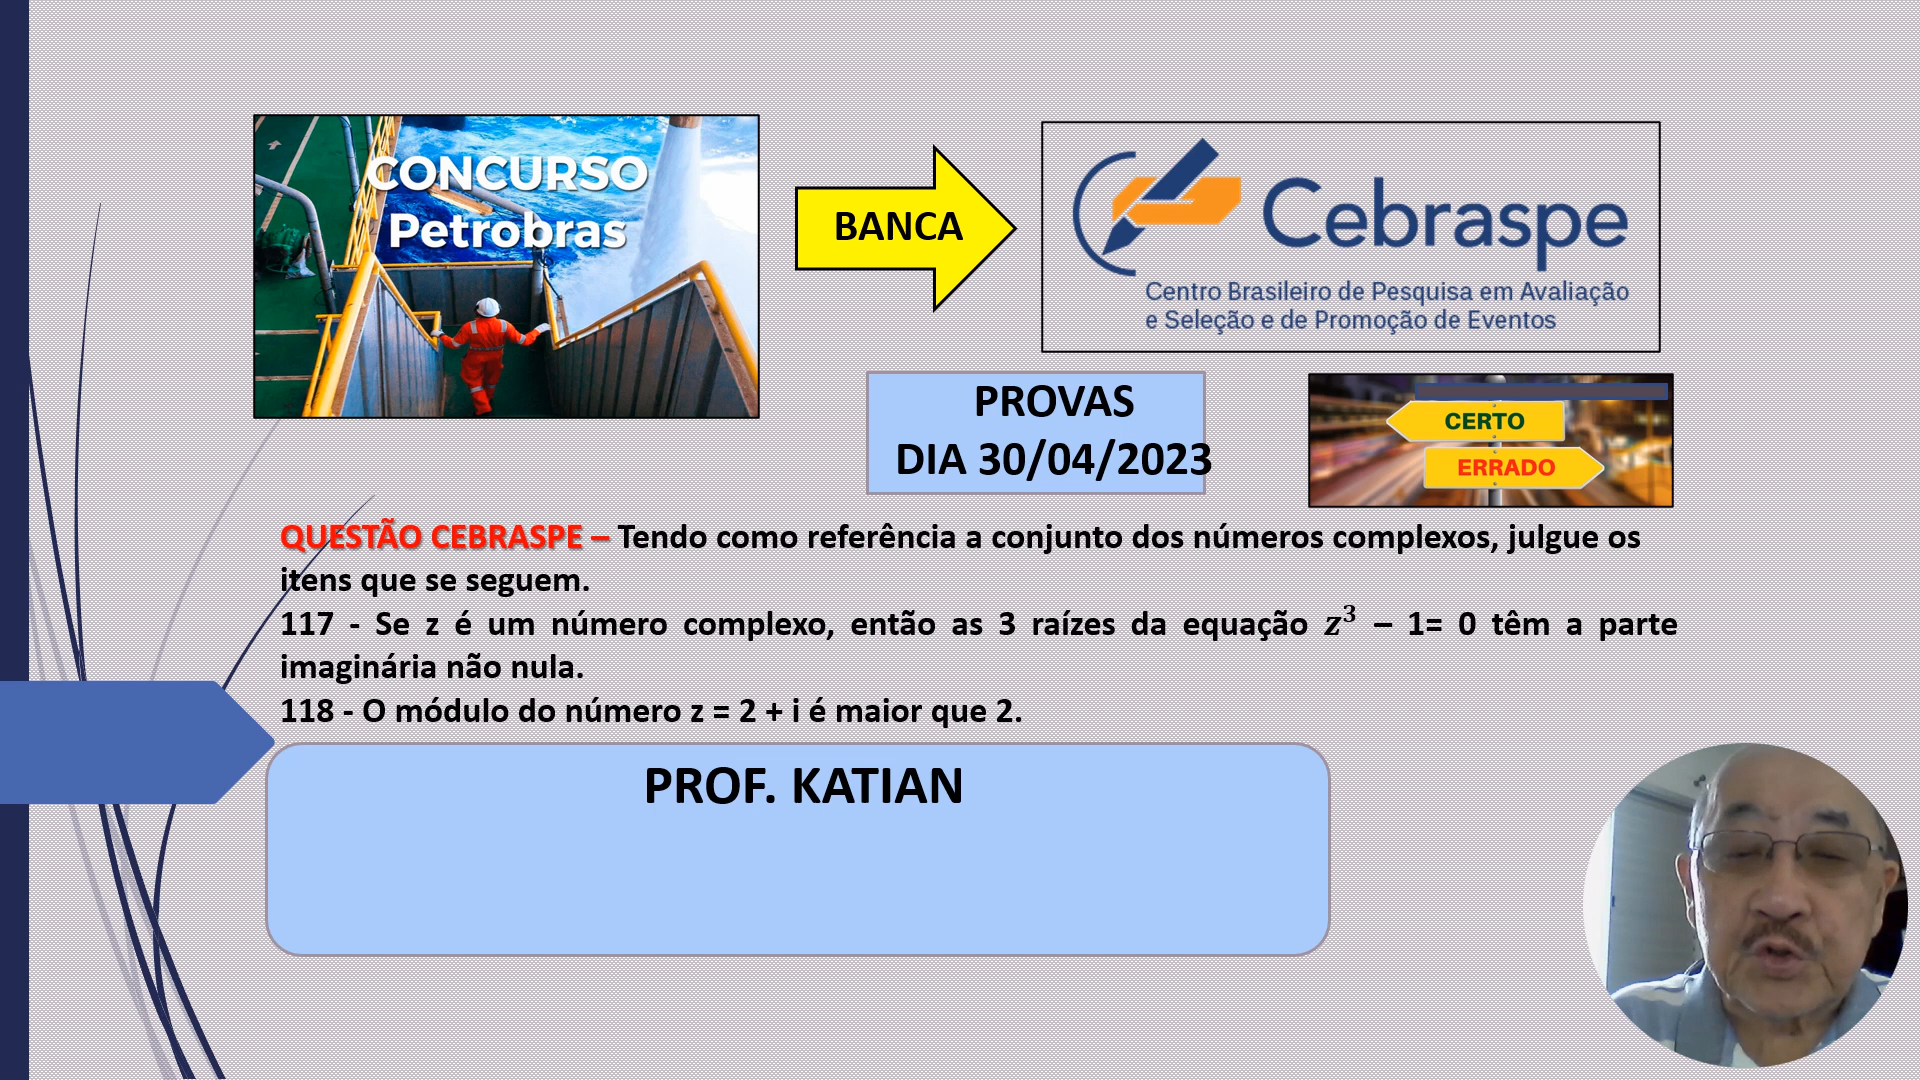 CONCURSO
Petrobras
BANCA
Cebraspe
Centro Brasileiro de Pesquisa em Avaliação
e Seleção e de Promoção de Eventos
PROVAS
DIA 30/04/2023
CERTO
ERRADO
QUESTÃO CEBRASPE – Tendo como referência a conjunto dos números complexos, julgue os
itens que se seguem.
117 - Se z é um número complexo, então as 3 raízes da equação z³ – 1= 0 têm a parte
imaginária não nula.
118 - O módulo do número z = 2 + i é maior que 2.
PROF. KATIAN